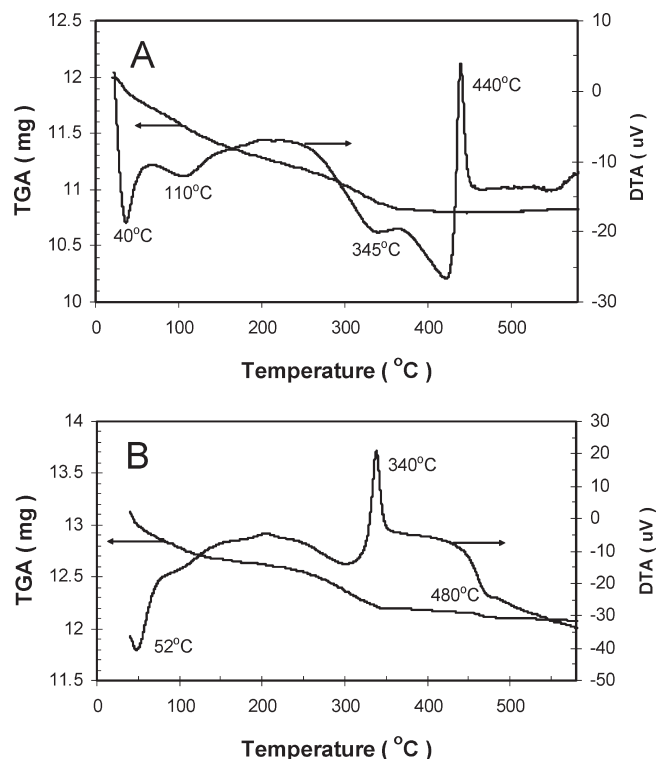 A
TGA ( mg )
12.5
12
11.5
11
10.5
10
10
0
-10
-20
-30
DTA ( uV )
40°C
110°C
345°C
440°C
0 100 200 300 400 500
Temperature ( °C )
B
TGA ( mg )
14
13.5
13
12.5
12
11.5
30
20
10
0
-10
-20
-30
-40
-50
DTA ( uV )
340°C
480°C
52°C
0 100 200 300 400 500
Temperature ( °C )